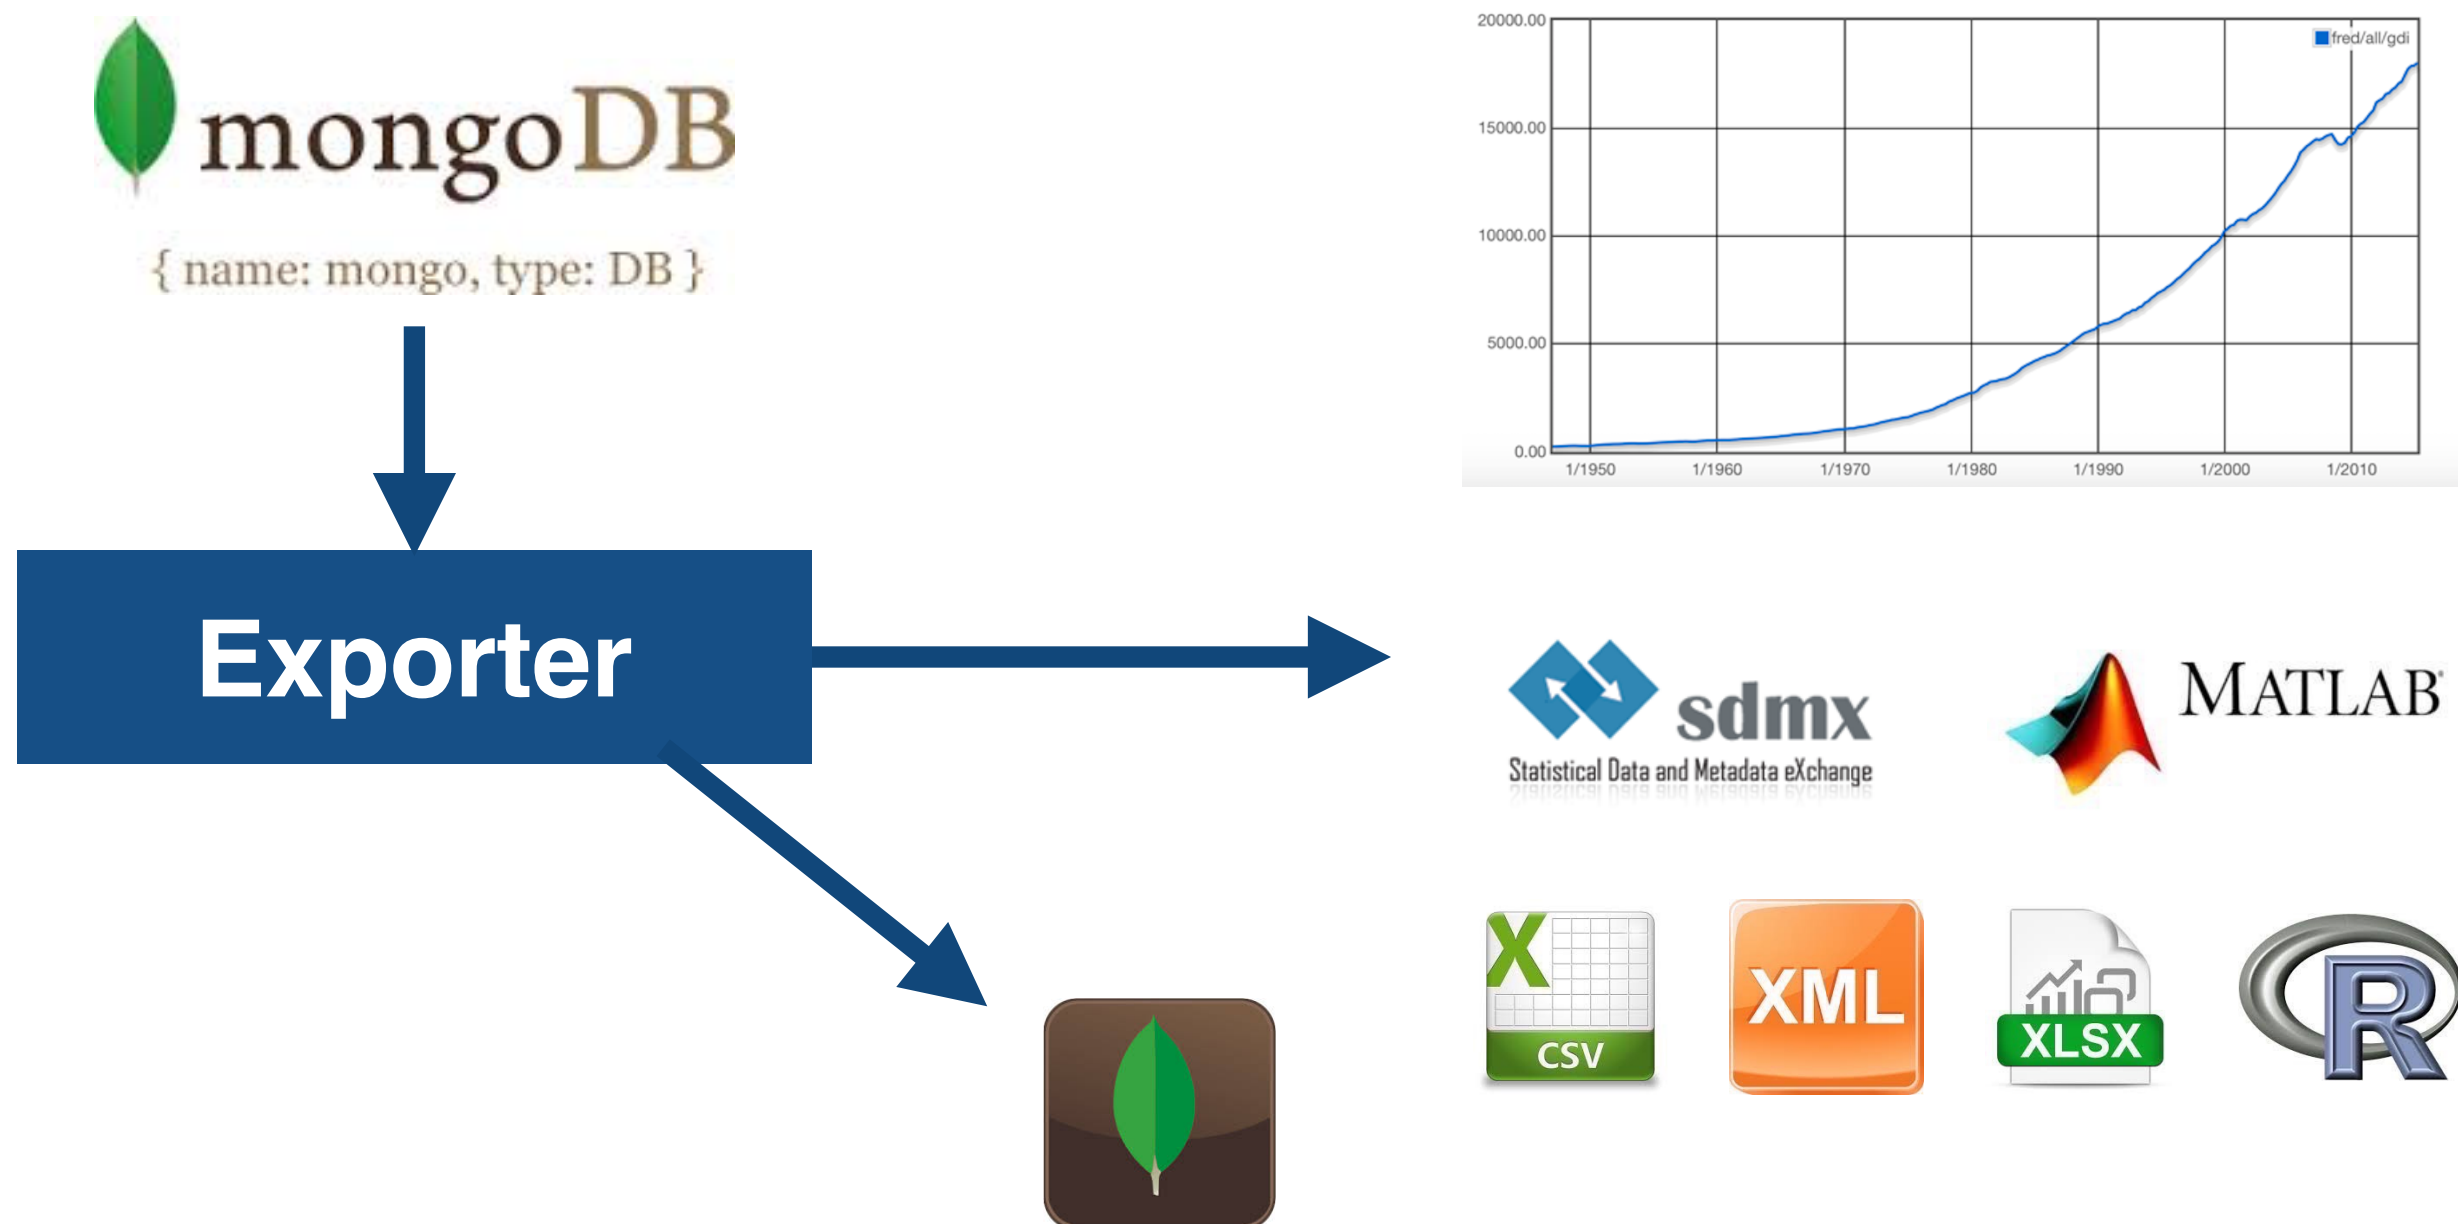 mongoDB
{ name: mongo, type: DB }
Exporter
20000.00
15000.00
10000.00
5000.00
0.00
fred/all/gdi
1/1950 1/1960 1/1970 1/1980 1/1990 1/2000 1/2010
sdmx
Statistical Data and Metadata eXchange
MATLAB
X
CSV
XML
XLSX
R